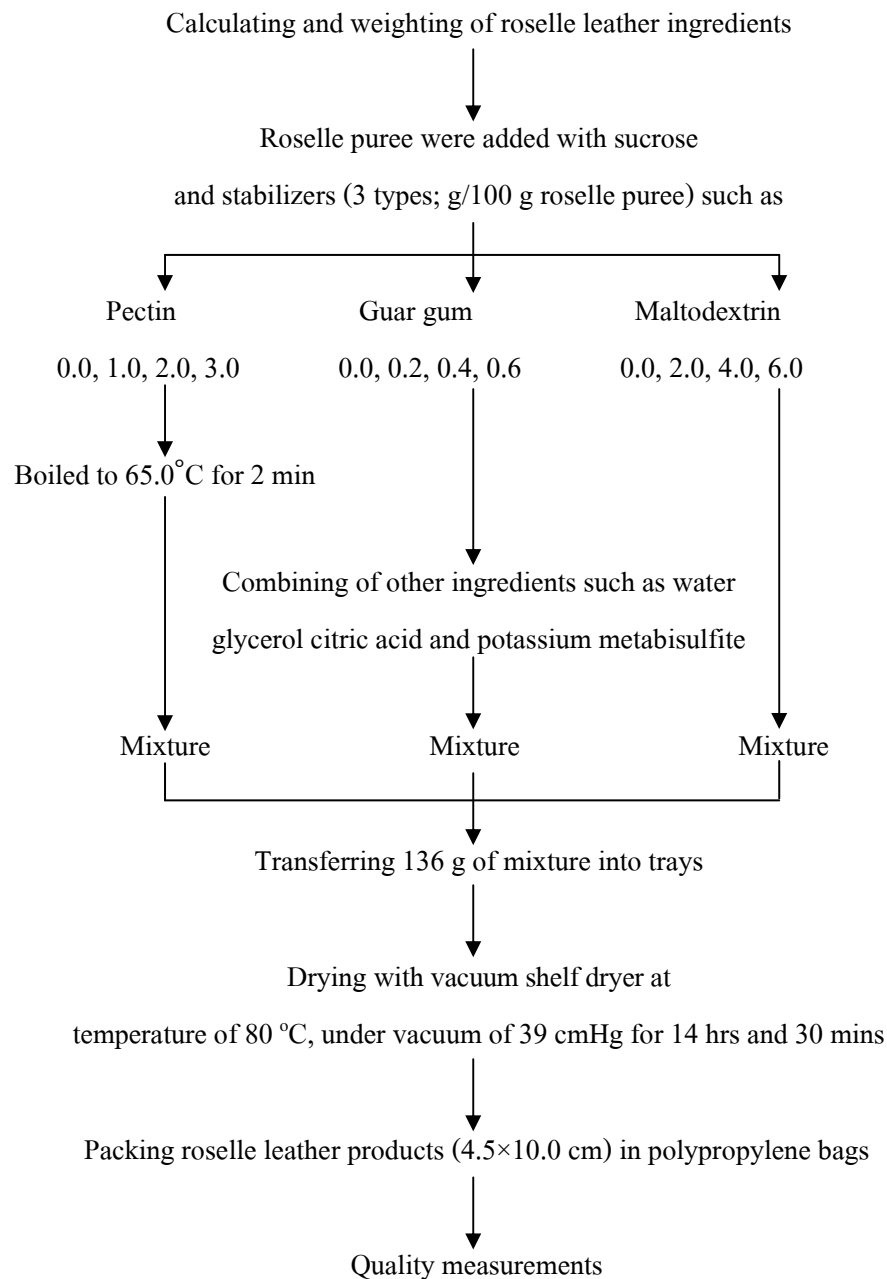 Calculating and weighting of roselle leather ingredients
Roselle puree were added with sucrose
and stabilizers (3 types; g/100 g roselle puree) such as
Pectin
Guar gum
Maltodextrin
0.0, 1.0, 2.0, 3.0
0.0, 0.2, 0.4, 0.6
0.0, 2.0, 4.0, 6.0
Boiled to 65.0°C for 2 min
Combining of other ingredients such as water
glycerol citric acid and potassium metabisulfite
Mixture
Mixture
Mixture
Transferring 136 g of mixture into trays
Drying with vacuum shelf dryer at
temperature of 80 °C, under vacuum of 39 cmHg for 14 hrs and 30 mins
Packing roselle leather products (4.5×10.0 cm) in polypropylene bags
Quality measurements